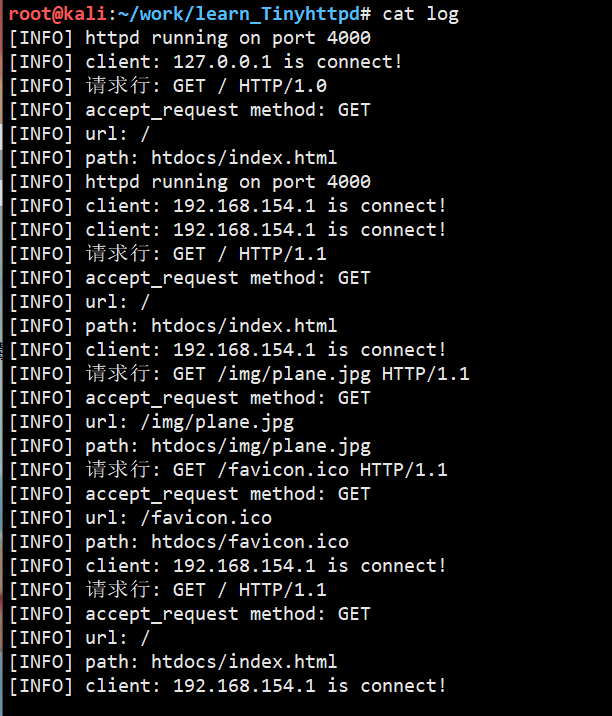 root@kali:~/work/learn_Tinyhttpd# cat log
[INFO] httpd running on port 4000
[INFO] client: 127.0.0.1 is connect!
[INFO] 请求行: GET / HTTP/1.0
[INFO] accept_request method: GET
[INFO] url: /
[INFO] path: htdocs/index.html
[INFO] httpd running on port 4000
[INFO] client: 192.168.154.1 is connect!
[INFO] client: 192.168.154.1 is connect!
[INFO] 请求行: GET / HTTP/1.1
[INFO] accept_request method: GET
[INFO] url: /
[INFO] path: htdocs/index.html
[INFO] client: 192.168.154.1 is connect!
[INFO] 请求行: GET /img/plane.jpg HTTP/1.1
[INFO] accept_request method: GET
[INFO] url: /img/plane.jpg
[INFO] path: htdocs/img/plane.jpg
[INFO] 请求行: GET /favicon.ico HTTP/1.1
[INFO] accept_request method: GET
[INFO] url: /favicon.ico
[INFO] path: htdocs/favicon.ico
[INFO] client: 192.168.154.1 is connect!
[INFO] 请求行: GET / HTTP/1.1
[INFO] accept_request method: GET
[INFO] url: /
[INFO] path: htdocs/index.html
[INFO] client: 192.168.154.1 is connect!